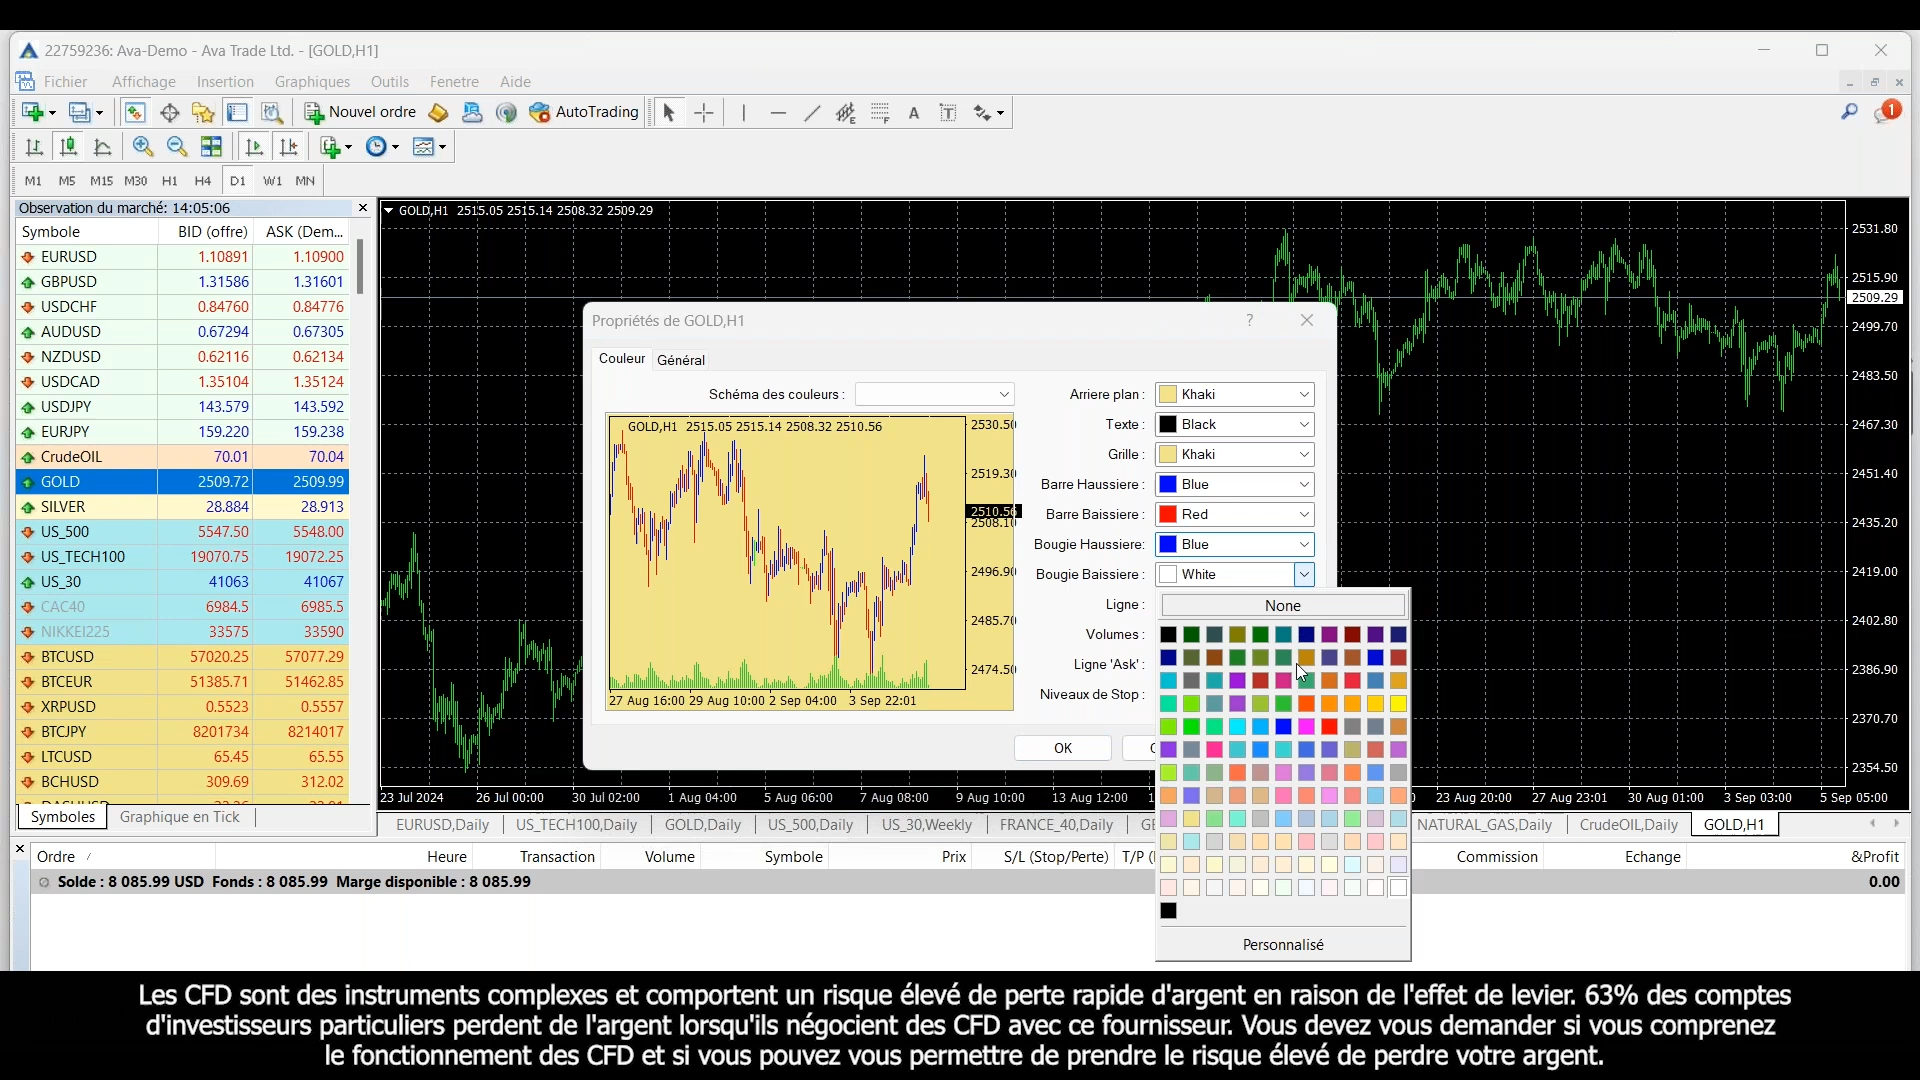 22759236: Ava-Demo - Ava Trade Ltd. - [GOLD,H1]
Fichier Affichage Insertion Graphiques Outils Fenetre Aide
Nouvel ordre AutoTrading 1
M1 M5 M15 M30 H1 H4 D1 W1 MN
Observation du marché: 14:05:06
Symbole BID (offre) ASK (Dem...
EURUSD 1.10891 1.10900
GBPUSD 1.31586 1.31601
USDCHF 0.84760 0.84776
AUDUSD 0.67294 0.67305
NZDUSD 0.62116 0.62134
USDCAD 1.35104 1.35124
USDJPY 143.579 143.592
EURJPY 159.220 159.238
CrudeOIL 70.01 70.04
GOLD 2509.72 2509.99
SILVER 28.884 28.913
US_500 5547.50 5548.00
US_TECH100 19070.75 19072.25
US_30 41063 41067
CAC40 6984.5 6985.5
NIKKEI225 33575 33590
BTCUSD 57020.25 57077.29
BTCEUR 51385.71 51462.85
XRPUSD 0.5523 0.5557
BTCJPY 8201734 8214017
LTCUSD 65.45 65.55
BCHUSD 309.69 312.02
Symboles Graphique en Tick
GOLD,H1 2515.05 2515.14 2508.32 2509.29
2531.80
2515.90
2509.29
2499.70
2483.50
2467.30
2451.40
2435.20
2419.00
2402.80
2386.90
2370.70
2354.50
Propriétés de GOLD,H1 ?
Couleur Général
Schéma des couleurs :
GOLD,H1 2515.05 2515.14 2508.32 2510.56
2530.50
2519.30
2510.56
2508.10
2496.90
2485.70
2474.50
27 Aug 16:00 29 Aug 10:00 2 Sep 04:00 3 Sep 22:01
Arriere plan : Khaki
Texte : Black
Grille : Khaki
Barre Haussiere : Blue
Barre Baissiere : Red
Bougie Haussiere: Blue
Bougie Baissiere : White
Ligne :
Volumes :
Ligne 'Ask' :
Niveaux de Stop :
None
Personnalisé
OK
23 Jul 2024 26 Jul 00:00 30 Jul 02:00 1 Aug 04:00 5 Aug 06:00 7 Aug 08:00 9 Aug 10:00 13 Aug 12:00 23 Aug 20:00 27 Aug 23:01 30 Aug 01:00 3 Sep 03:00 5 Sep 05:00
EURUSD,Daily US_TECH100,Daily GOLD,Daily US_500,Daily US_30,Weekly FRANCE_40,Daily NATURAL_GAS,Daily CrudeOIL,Daily GOLD,H1
Ordre / Heure Transaction Volume Symbole Prix S/L (Stop/Perte) Commission Echange &Profit
Solde : 8 085.99 USD Fonds : 8 085.99 Marge disponible : 8 085.99 0.00
Les CFD sont des instruments complexes et comportent un risque élevé de perte rapide d'argent en raison de l'effet de levier. 63% des comptes
d'investisseurs particuliers perdent de l'argent lorsqu'ils négocient des CFD avec ce fournisseur. Vous devez vous demander si vous comprenez
le fonctionnement des CFD et si vous pouvez vous permettre de prendre le risque élevé de perdre votre argent.